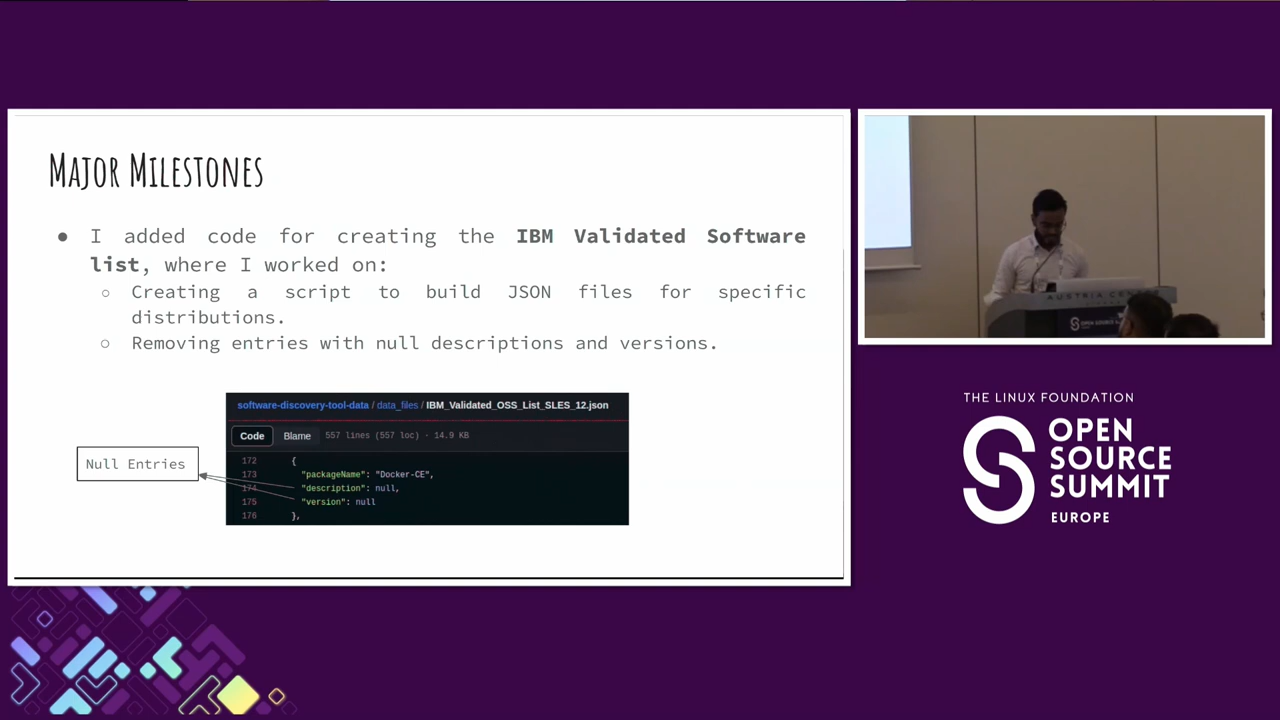 MAJOR MILESTONES
● I added code for creating the IBM Validated Software
list, where I worked on:
○ Creating a script to build JSON files for specific
distributions.
○ Removing entries with null descriptions and versions.
software-discovery-tool-data / data_files / IBM_Validated_OSS_List_SLES_12.json
Code Blame 557 lines (557 loc) · 14.9 KB
172 {
173 "packageName": "Docker-CE",
174 "description": null,
175 "version": null
176 },
Null Entries
AUSTRIA
OPEN SOURCE
THE LINUX FOUNDATION
OPEN
SOURCE
SUMMIT
EUROPE